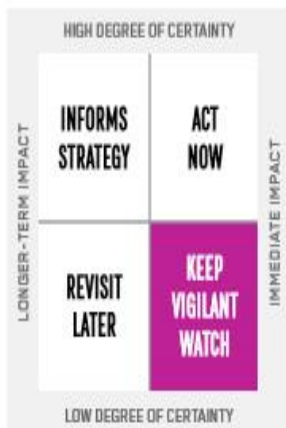 HIGH DEGREE OF CERTAINTY
LONGER-TERM IMPACT
INFORMS
STRATEGY
ACT
NOW
IMMEDIATE IMPACT
REVISIT
LATER
KEEP
VIGILANT
WATCH
LOW DEGREE OF CERTAINTY